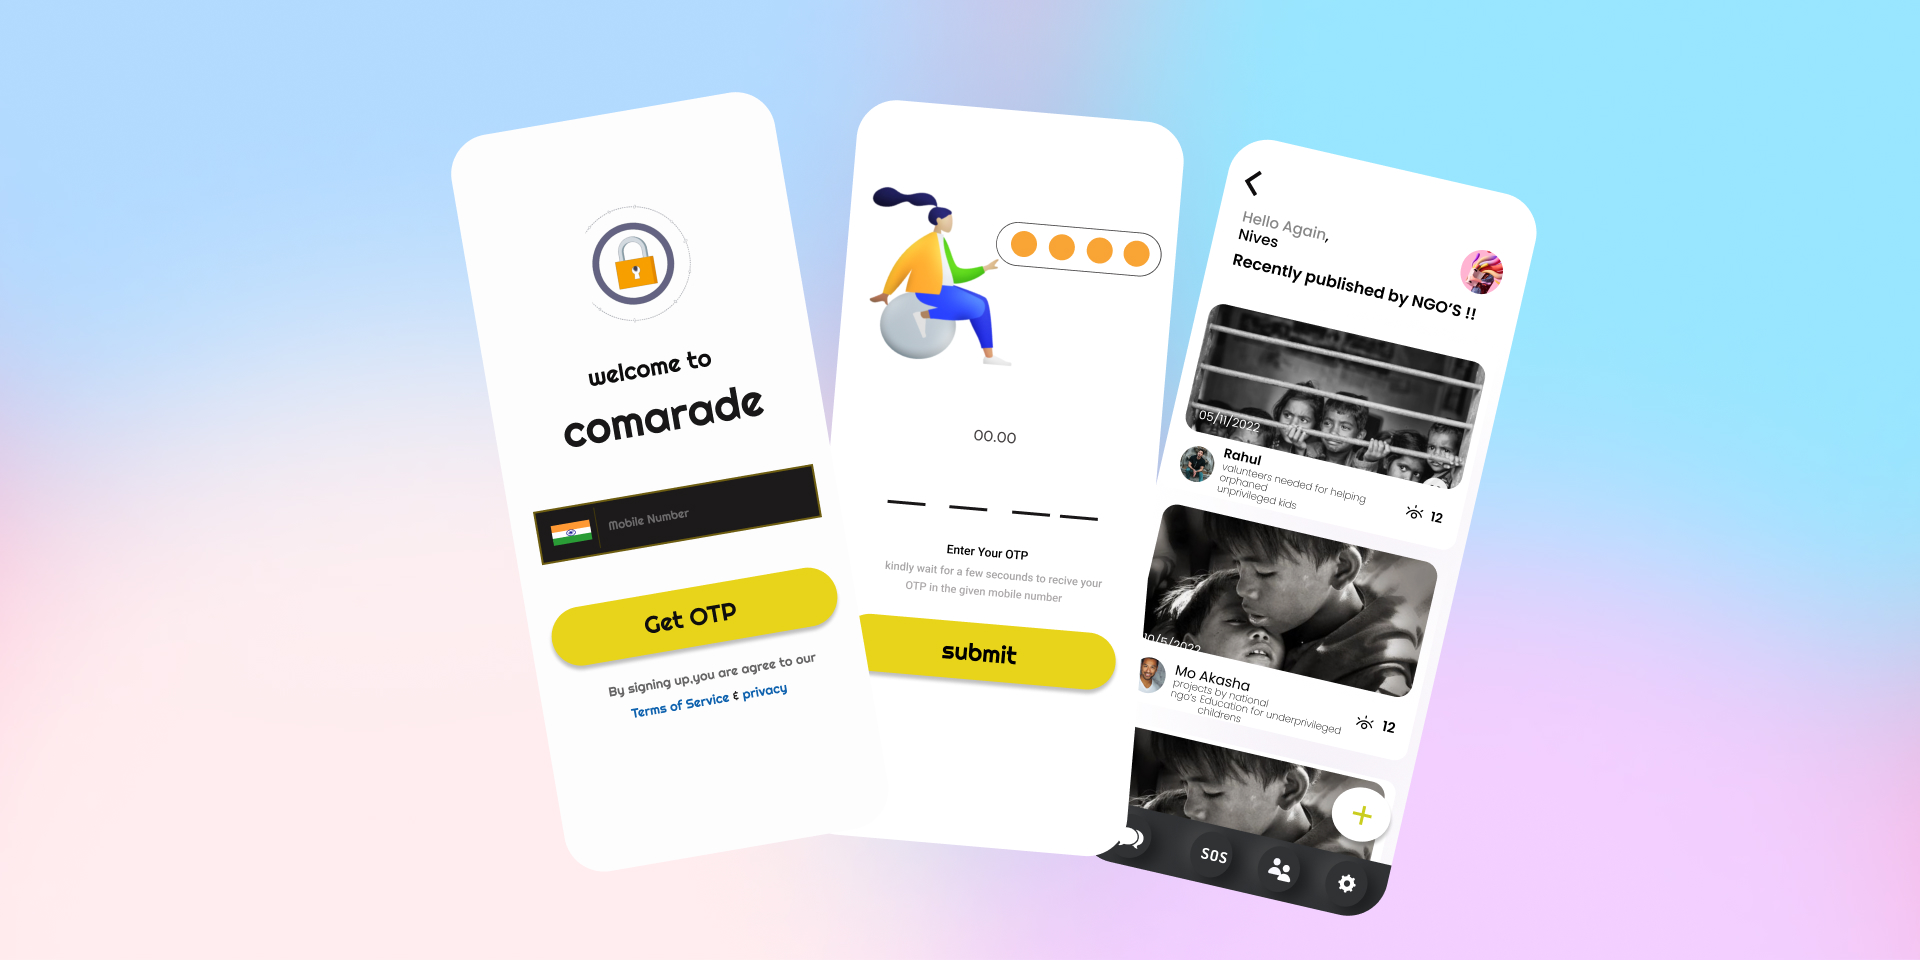 welcome to
comarade
Mobile Number
Get OTP
By signing up,you are agree to our
Terms of Service & privacy
00.00
Enter Your OTP
kindly wait for a few secounds to recive your
OTP in the given mobile number
submit
Hello Again,
Nives
Recently published by NGO'S !!
05/11/2022
Rahul
valunteers needed for helping
orphaned
unprivileged kids
12
10/5/2022
Mo Akasha
projects by national
ngo's Education for underprivileged
childrens
12
SOS